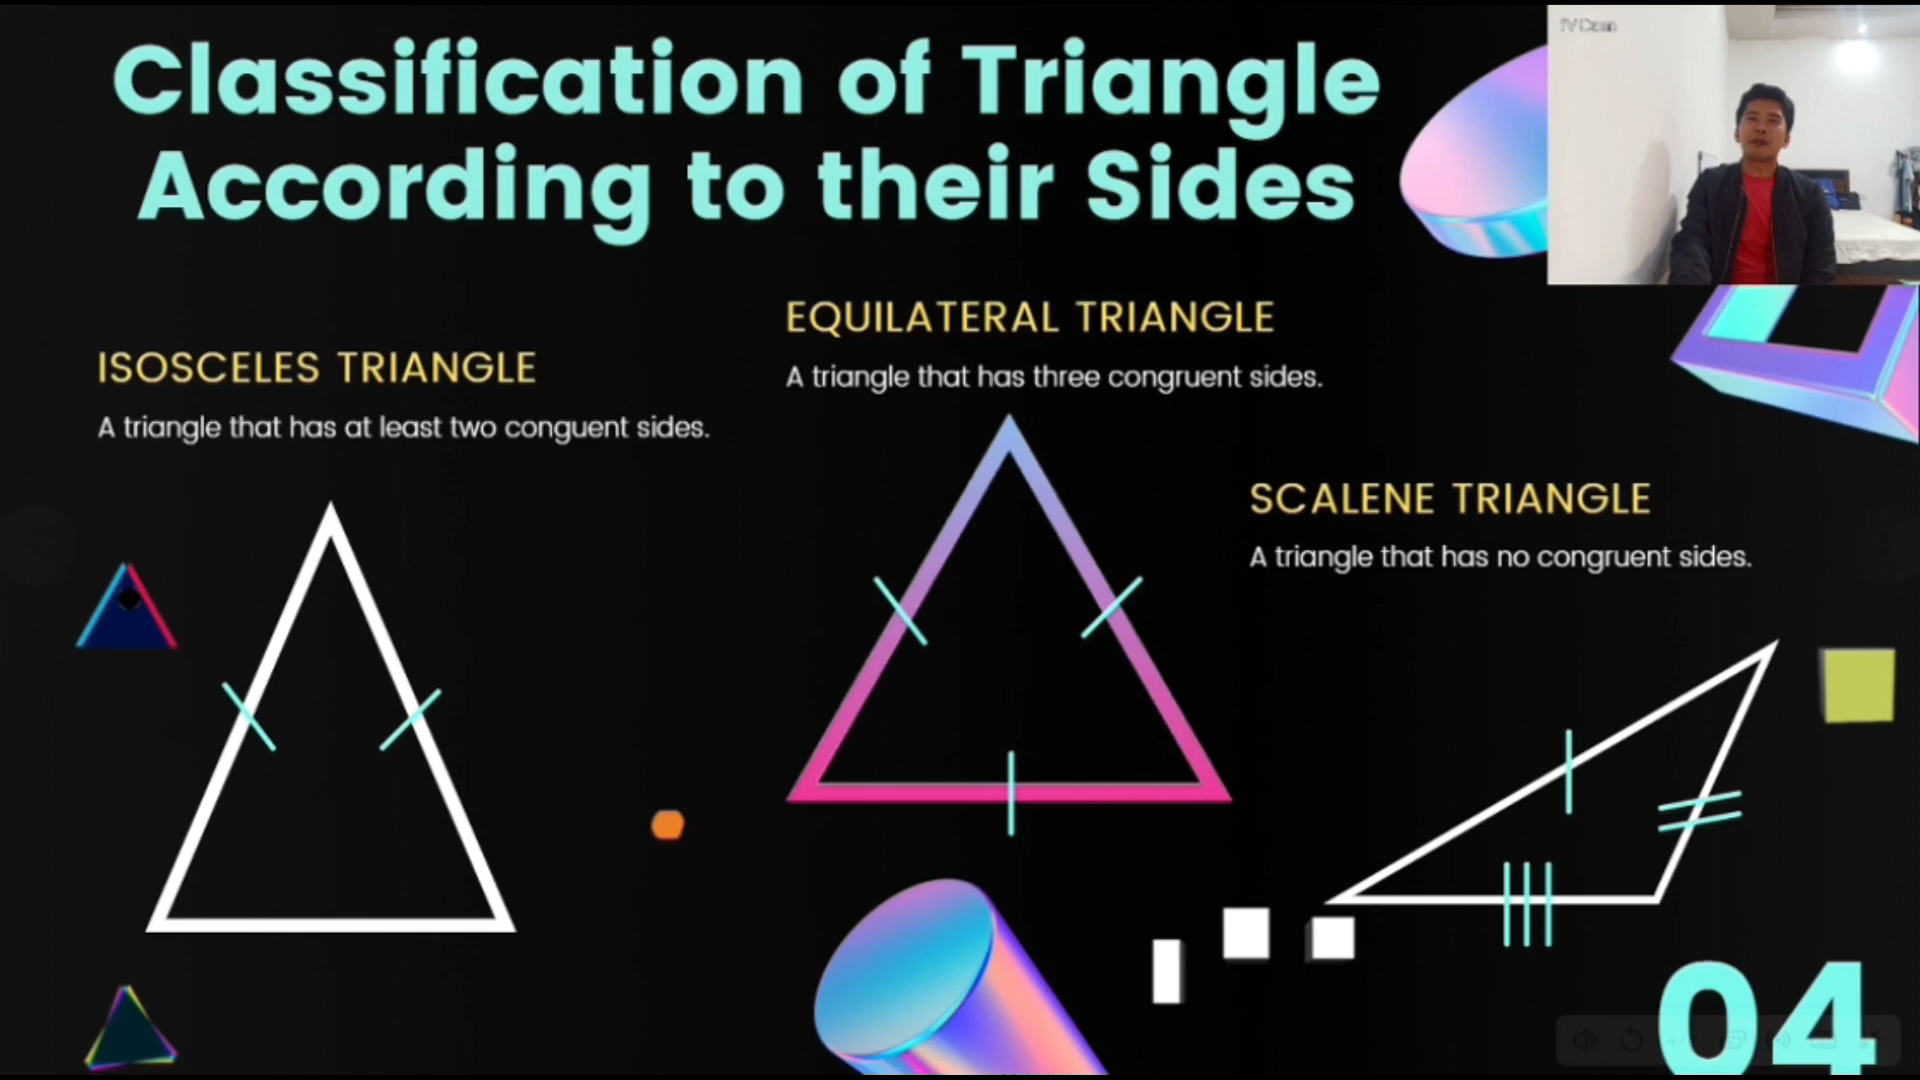 Classification of Triangle
According to their Sides
EQUILATERAL TRIANGLE
A triangle that has three congruent sides.
ISOSCELES TRIANGLE
A triangle that has at least two conguent sides.
SCALENE TRIANGLE
A triangle that has no congruent sides.
04